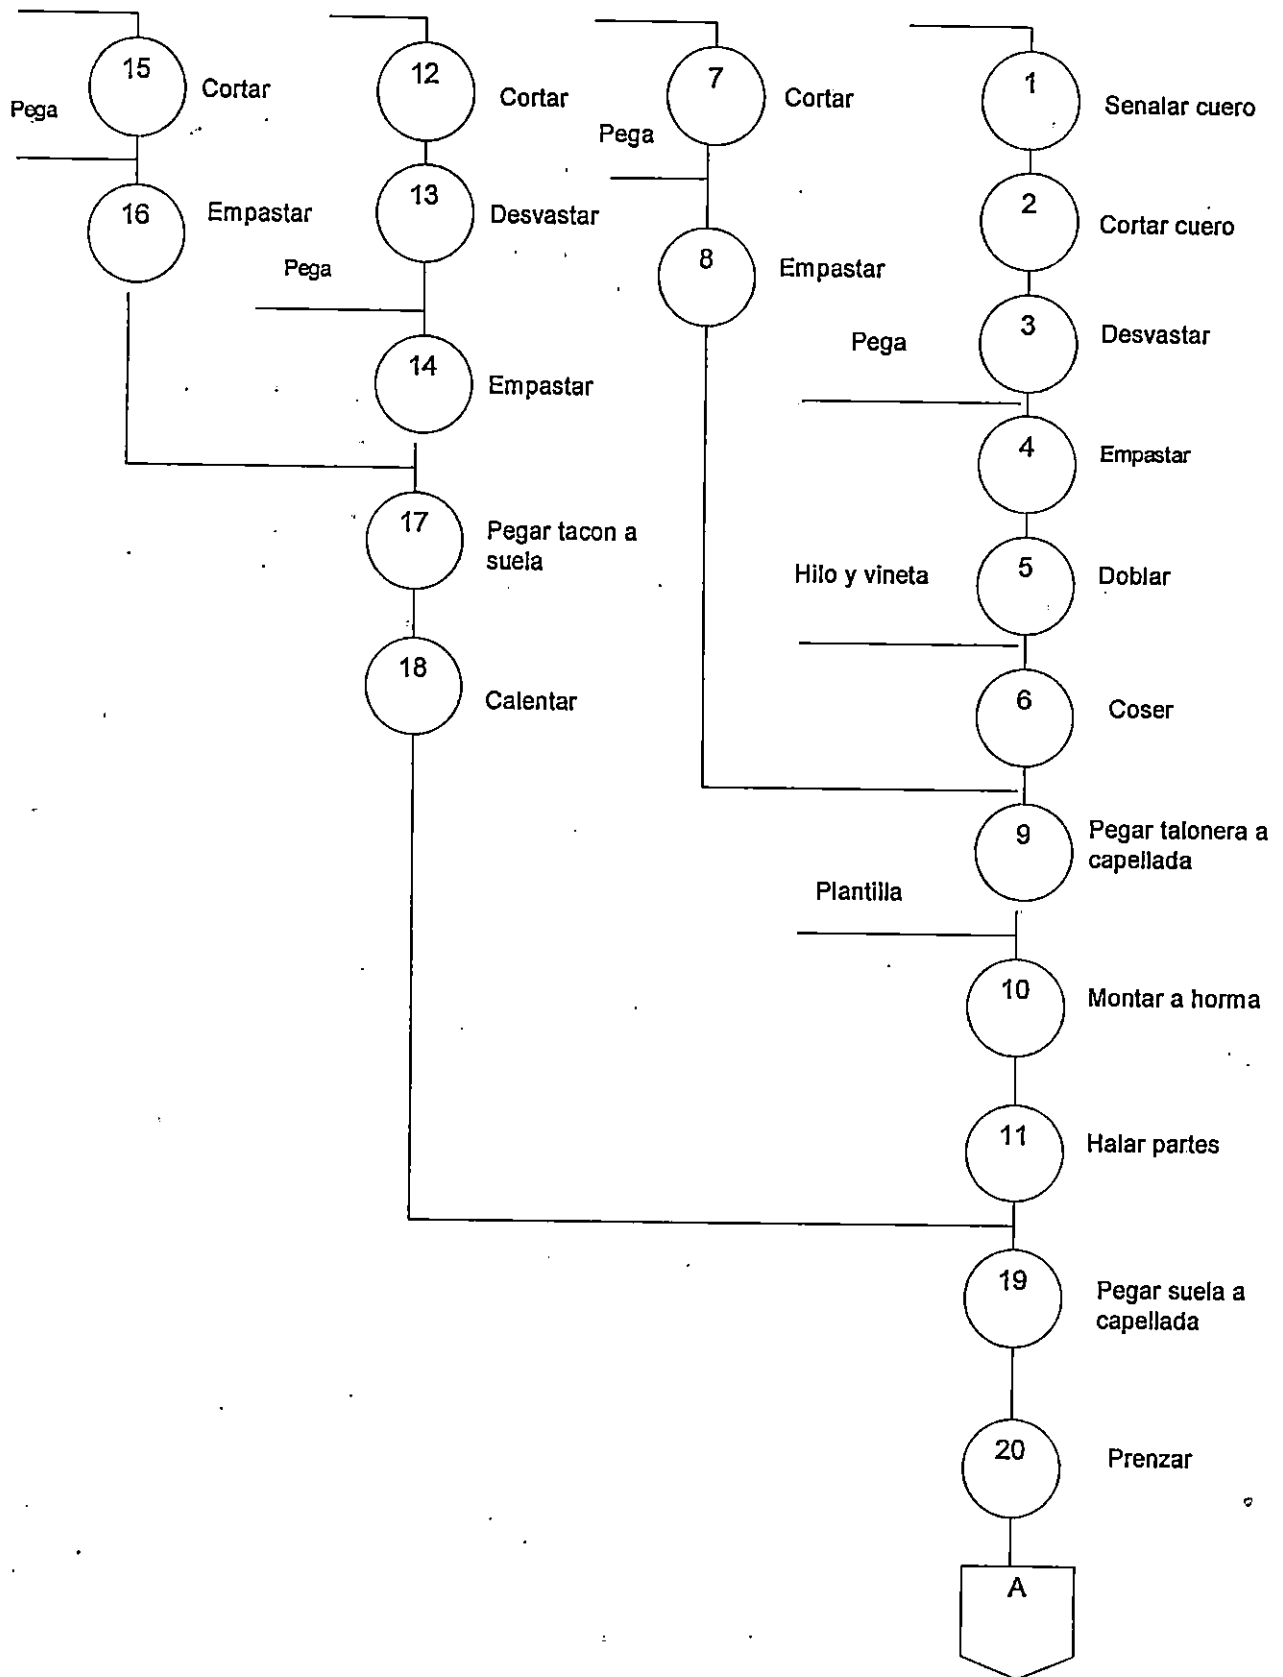 15
Cortar
Pega
16
Empastar
12
Cortar
13
Desvastar
Pega
14
Empastar
17
Pegar tacon a
suela
18
Calentar
7
Cortar
Pega
8
Empastar
1
Senalar cuero
2
Cortar cuero
3
Desvastar
Pega
4
Empastar
5
Doblar
Hilo y vineta
6
Coser
9
Pegar talonera a
capellada
Plantilla
10
Montar a horma
11
Halar partes
19
Pegar suela a
capellada
20
Prenzar
A